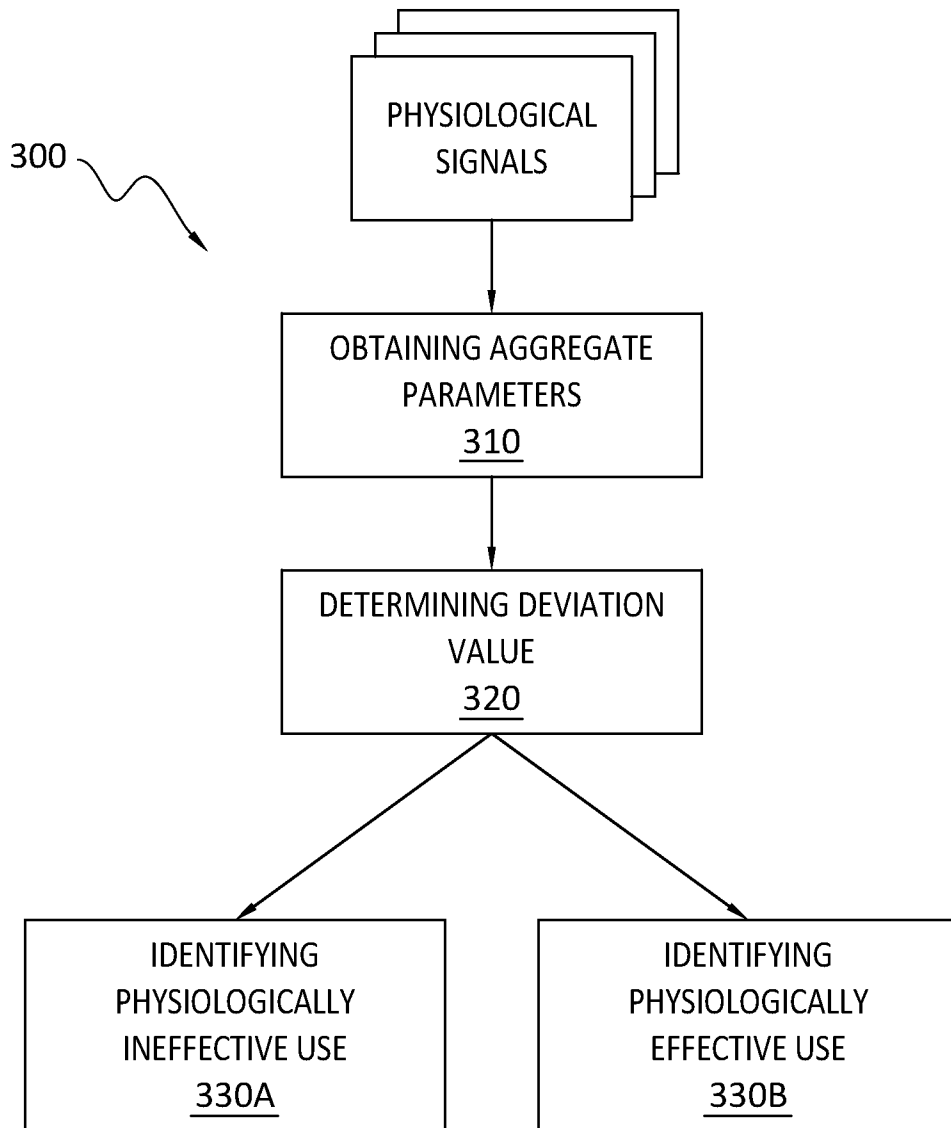 PHYSIOLOGICAL
SIGNALS
300
OBTAINING AGGREGATE
PARAMETERS
310
DETERMINING DEVIATION
VALUE
320
IDENTIFYING
PHYSIOLOGICALLY
INEFFECTIVE USE
330A
IDENTIFYING
PHYSIOLOGICALLY
EFFECTIVE USE
330B